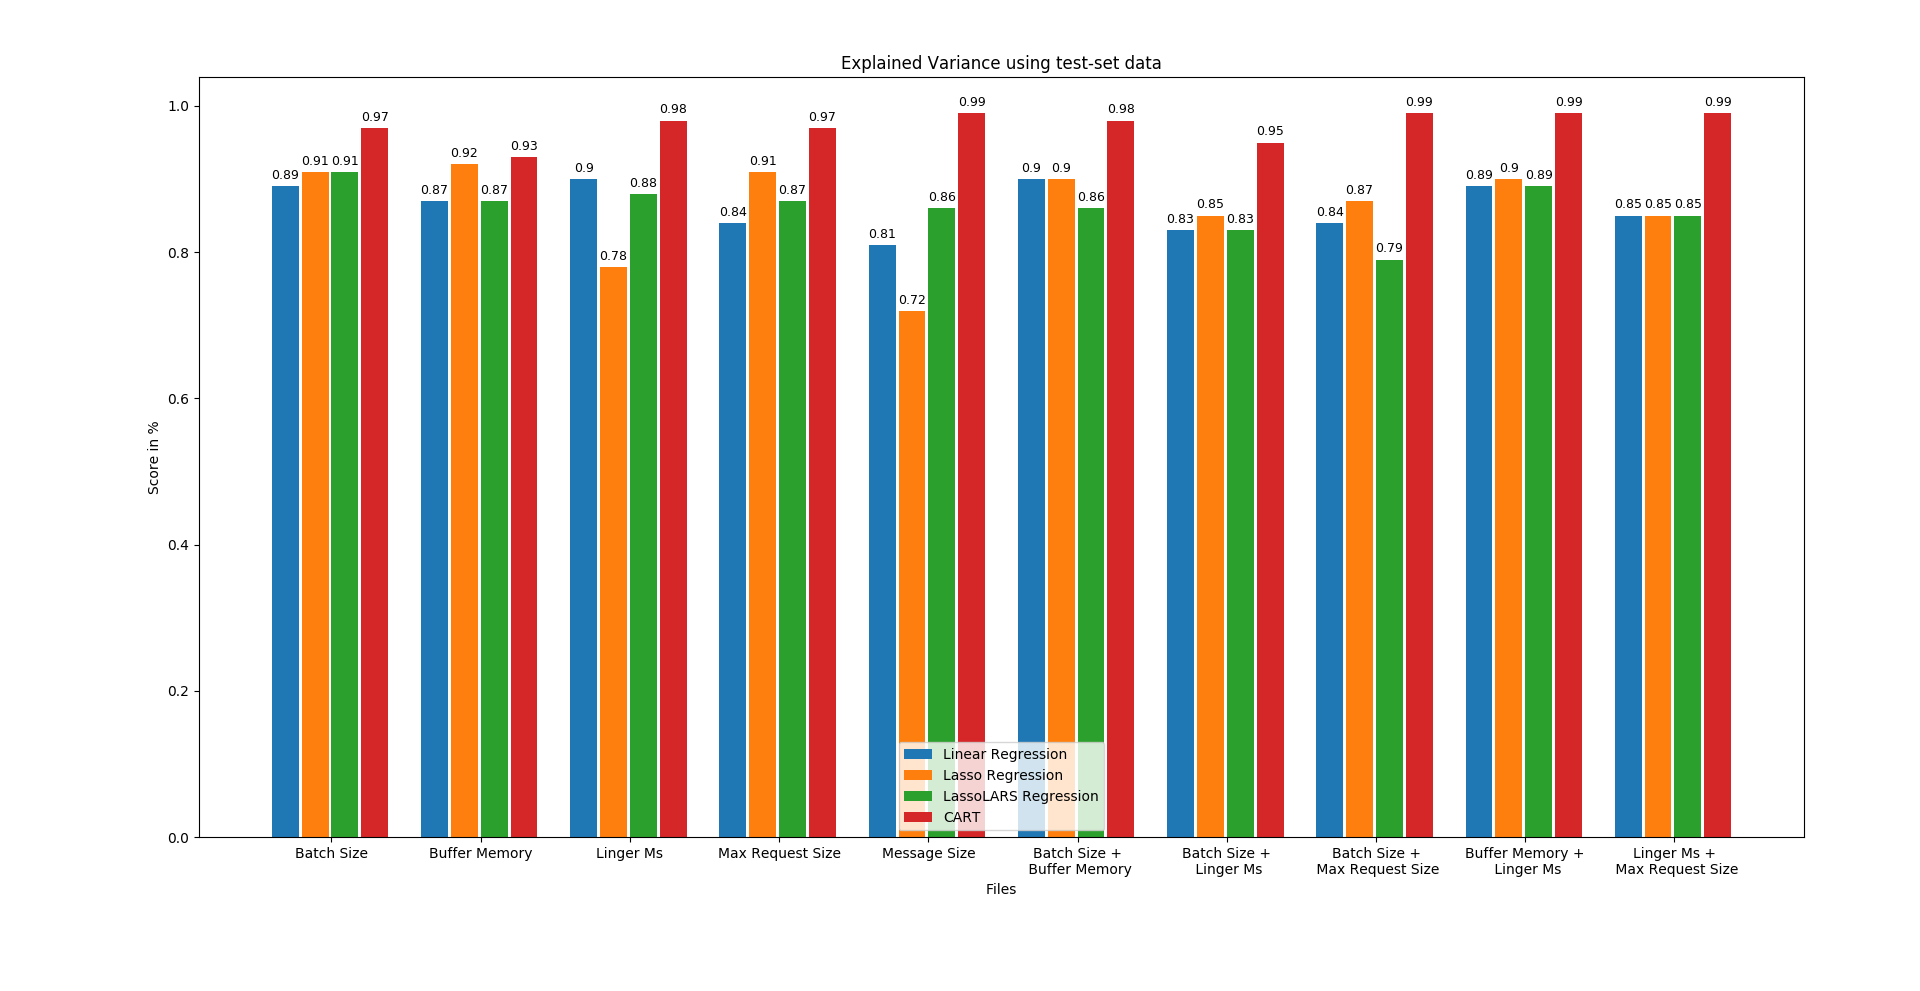 Explained Variance using test-set data
Score in %
1.0
0.8
0.6
0.4
0.2
0.0
0.89 0.91 0.91 0.97
0.87 0.92 0.87 0.93
0.9 0.78 0.88 0.98
0.84 0.91 0.87 0.97
0.81 0.72 0.86 0.99
0.9 0.9 0.86 0.98
0.83 0.85 0.83 0.95
0.84 0.87 0.79 0.99
0.89 0.9 0.89 0.99
0.85 0.85 0.85 0.99
Linear Regression
Lasso Regression
LassoLARS Regression
CART
Batch Size
Buffer Memory
Linger Ms
Max Request Size
Message Size
Batch Size +
Buffer Memory
Batch Size +
Linger Ms
Batch Size +
Max Request Size
Buffer Memory +
Linger Ms
Linger Ms +
Max Request Size
Files